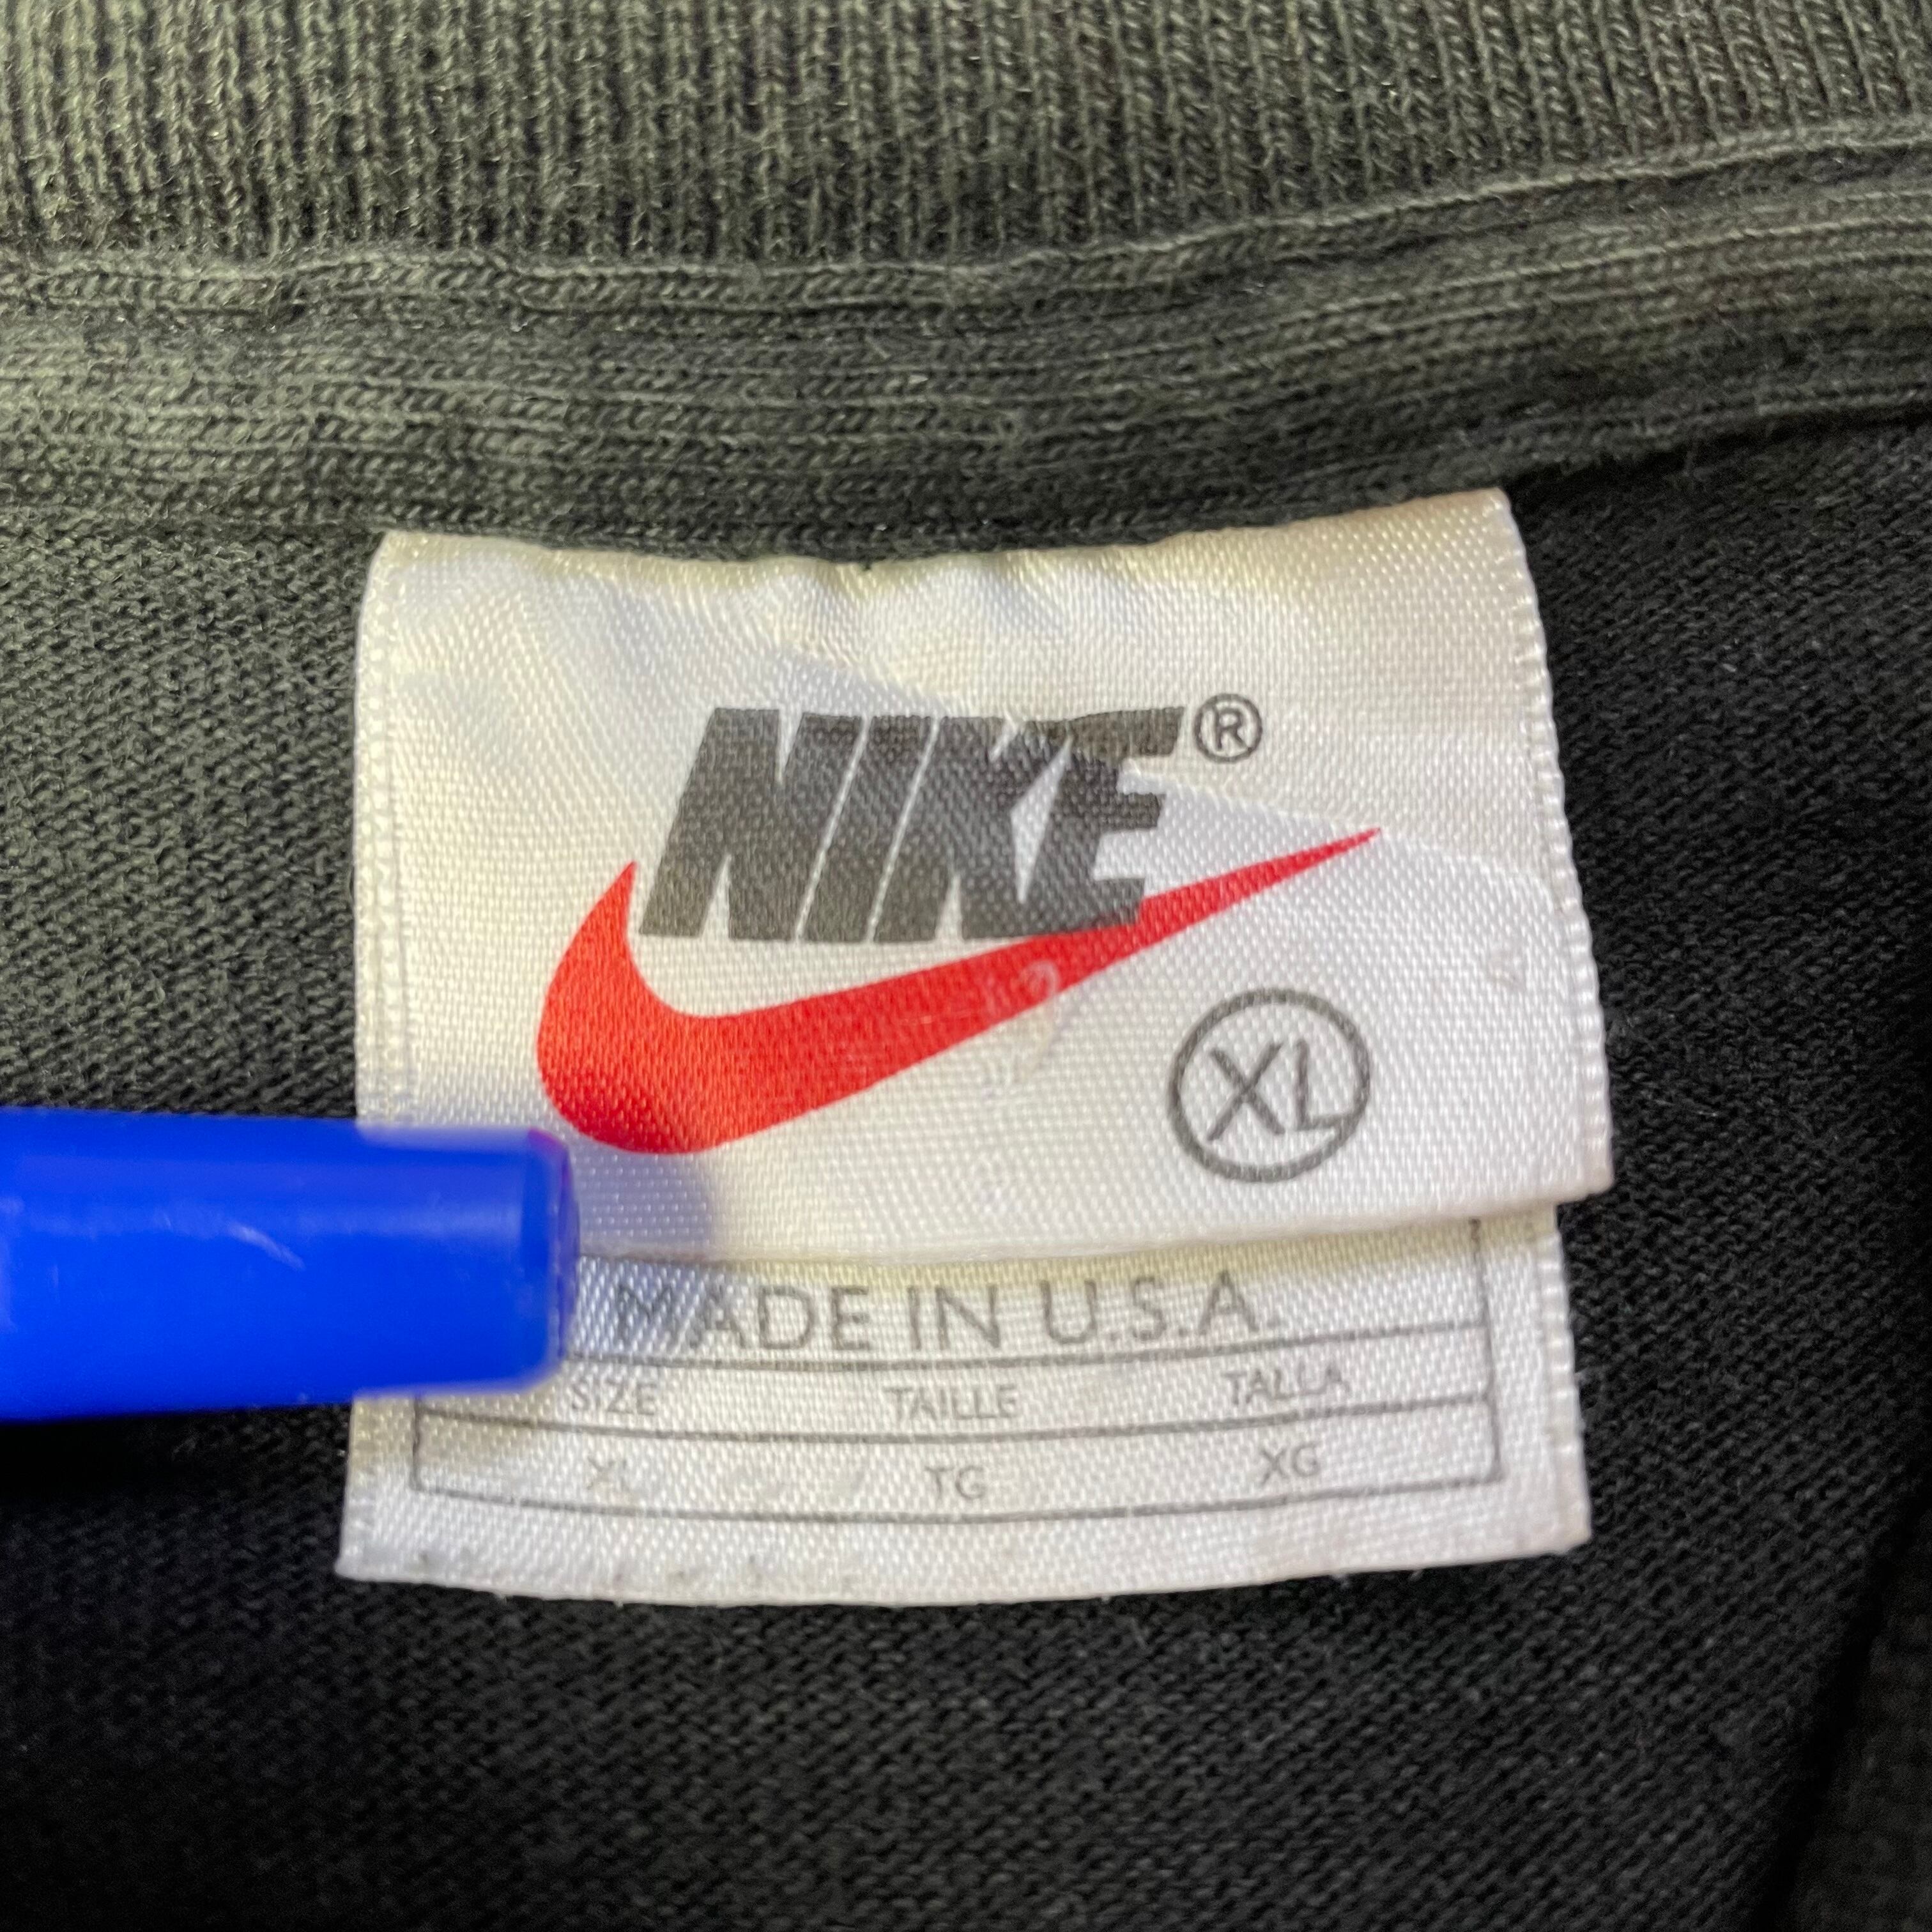 NIKE®
XL
MADE IN U.S.A.
SIZE TAILLE TALLA
XL TG XG